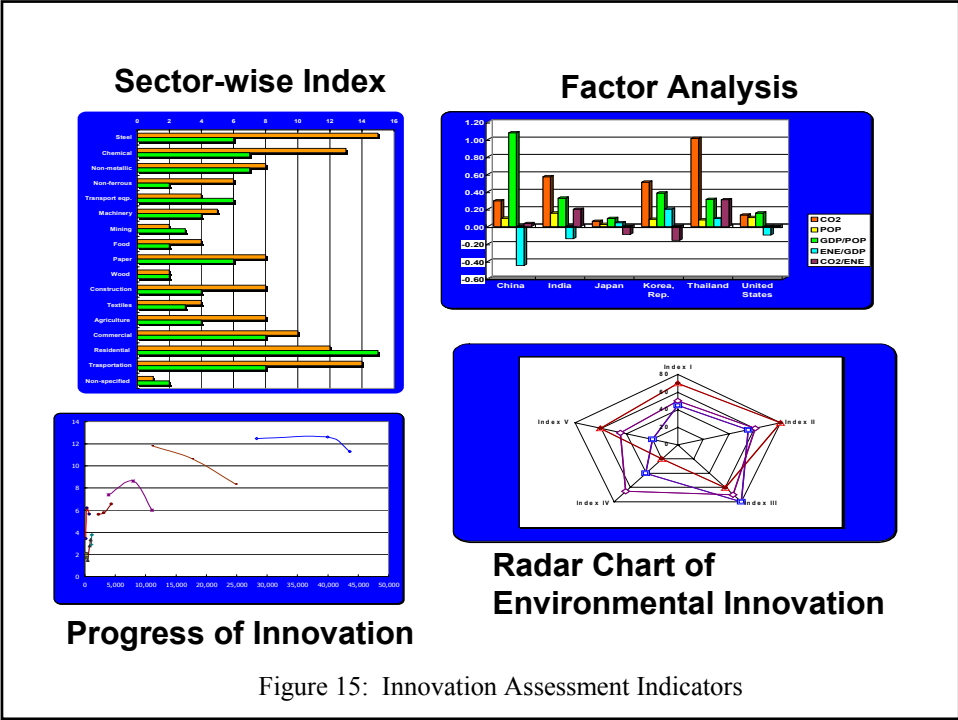 Sector-wise Index
0 2 4 6 8 10 12 14 16
Steel
Chemical
Non-metallic
Non-ferrous
Transport eqp.
Machinery
Mining
Food
Paper
Wood
Construction
Textiles
Agriculture
Commercial
Residential
Trasportation
Non-specified
Factor Analysis
1.20
1.00
0.80
0.60
0.40
0.20
0.00
-0.20
-0.40
-0.60
China India Japan Korea, Thailand United
Rep. States
CO2
POP
GDP/POP
ENE/GDP
CO2/ENE
14
12
10
8
6
4
2
0
0 5,000 10,000 15,000 20,000 25,000 30,000 35,000 40,000 45,000 50,000
Progress of Innovation
Index I
80
60
40
20
0
Index V
Index II
Index IV
Index III
Radar Chart of
Environmental Innovation
Figure 15: Innovation Assessment Indicators